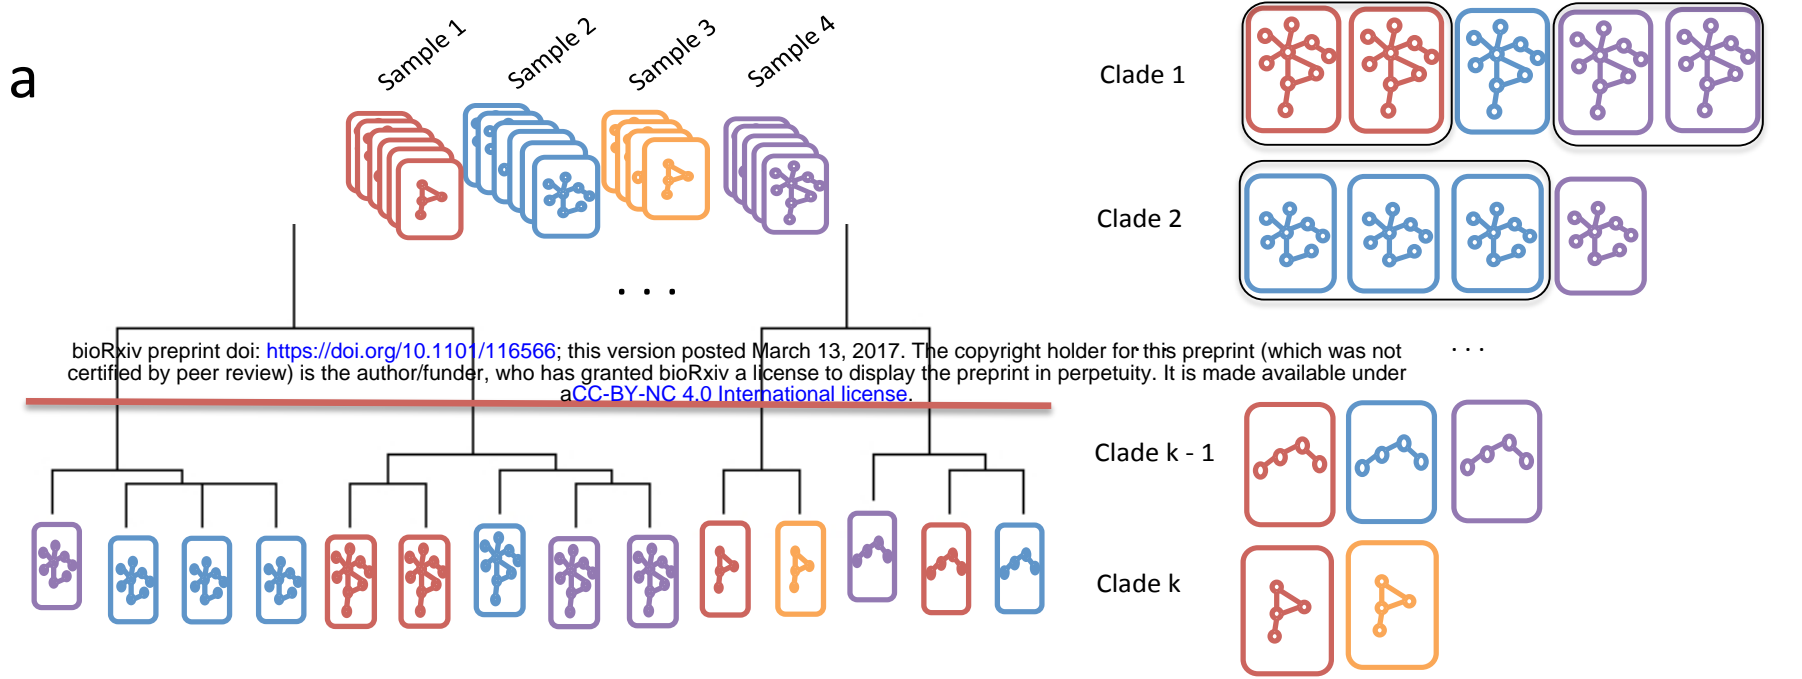 a
Sample 1
Sample 2
Sample 3
Sample 4
. . .
bioRxiv preprint doi: https://doi.org/10.1101/116566; this version posted March 13, 2017. The copyright holder for this preprint (which was not
certified by peer review) is the author/funder, who has granted bioRxiv a license to display the preprint in perpetuity. It is made available under
aCC-BY-NC 4.0 International license.
Clade 1
Clade 2
. . .
Clade k - 1
Clade k